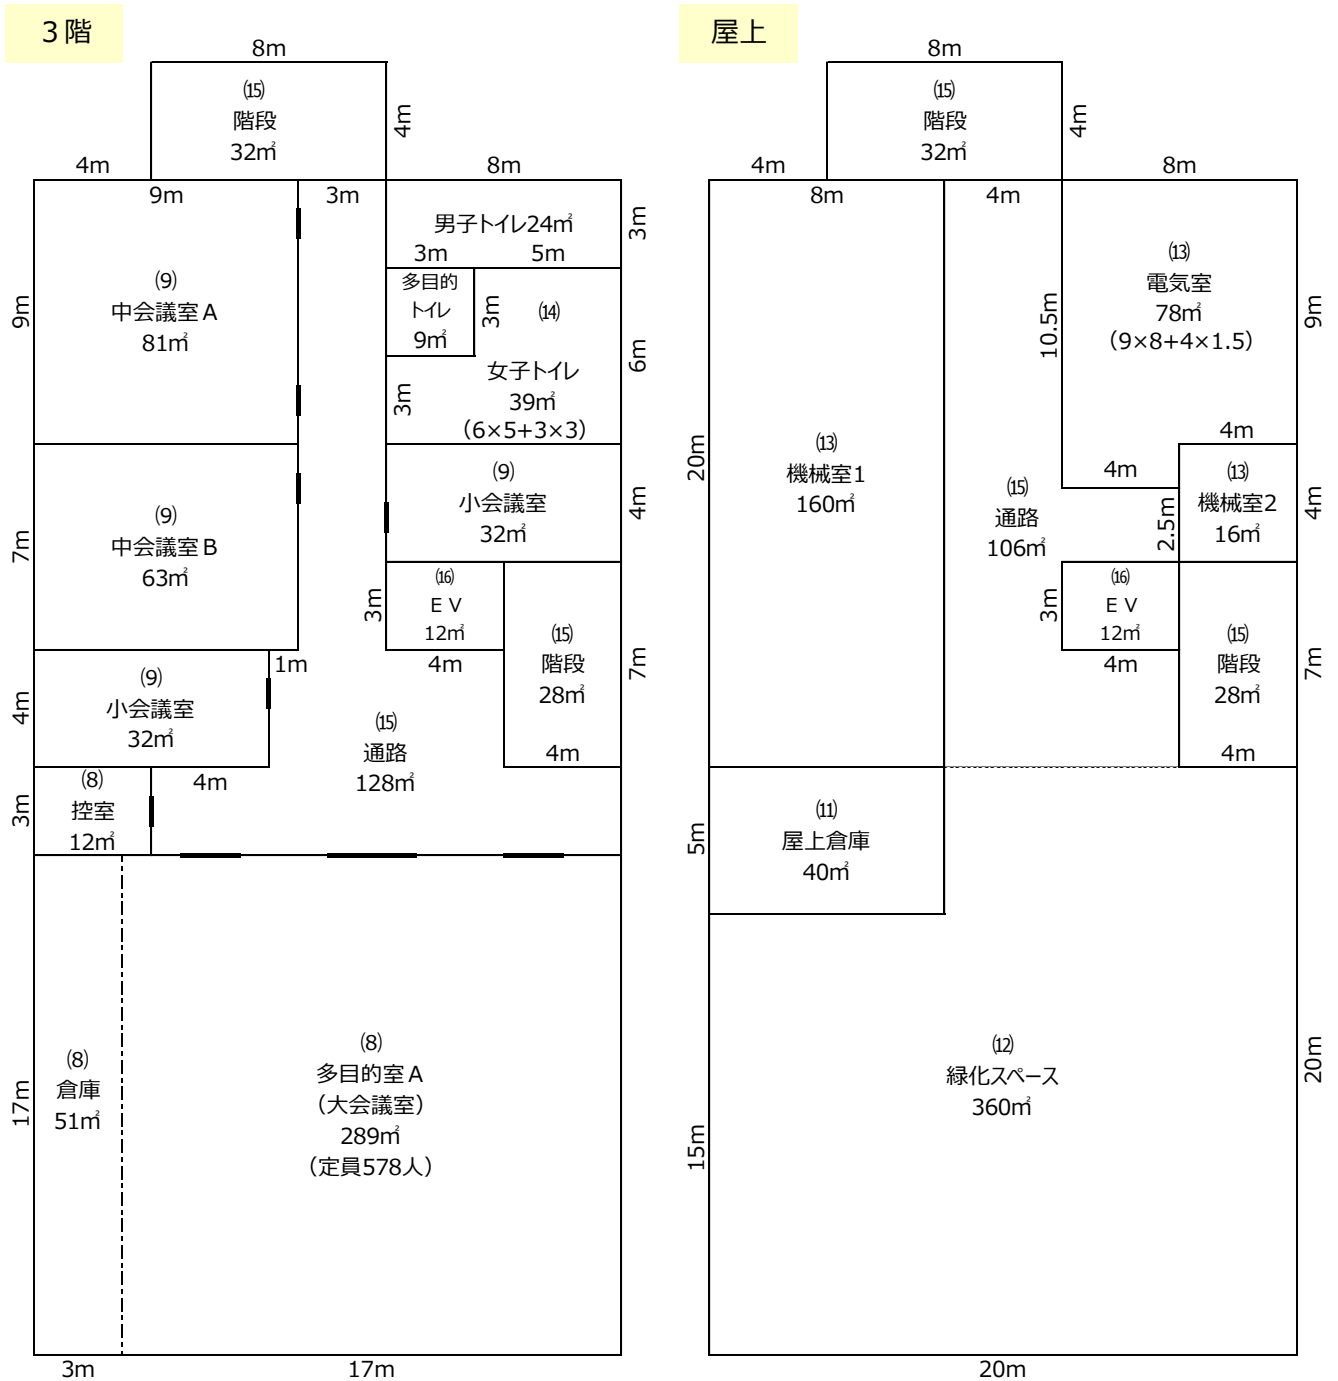 3階
8m
⒂
階段
32㎡
4m
4m
8m
9m
3m
9m
⑼
中会議室A
81㎡
男子トイレ24㎡
3m
3m
5m
多目的
トイレ
9㎡
3m
⒁
6m
女子トイレ
39㎡
(6×5+3×3)
3m
7m
⑼
中会議室B
63㎡
⑼
小会議室
32㎡
4m
3m
⒃
EV
12㎡
4m
⒂
階段
28㎡
7m
4m
1m
4m
⑼
小会議室
32㎡
4m
⒂
通路
128㎡
3m
⑻
控室
12㎡
17m
⑻
倉庫
51㎡
⑻
多目的室A
(大会議室)
289㎡
(定員578人)
3m
17m
屋上
8m
⒂
階段
32㎡
4m
4m
8m
8m
4m
20m
⒀
機械室1
160㎡
10.5m
⒀
電気室
78㎡
(9×8+4×1.5)
9m
4m
4m
⒀
機械室2
16㎡
4m
2.5m
⒂
通路
106㎡
3m
⒃
EV
12㎡
4m
⒂
階段
28㎡
7m
4m
5m
⑾
屋上倉庫
40㎡
⑿
緑化スペース
360㎡
15m
20m
20m